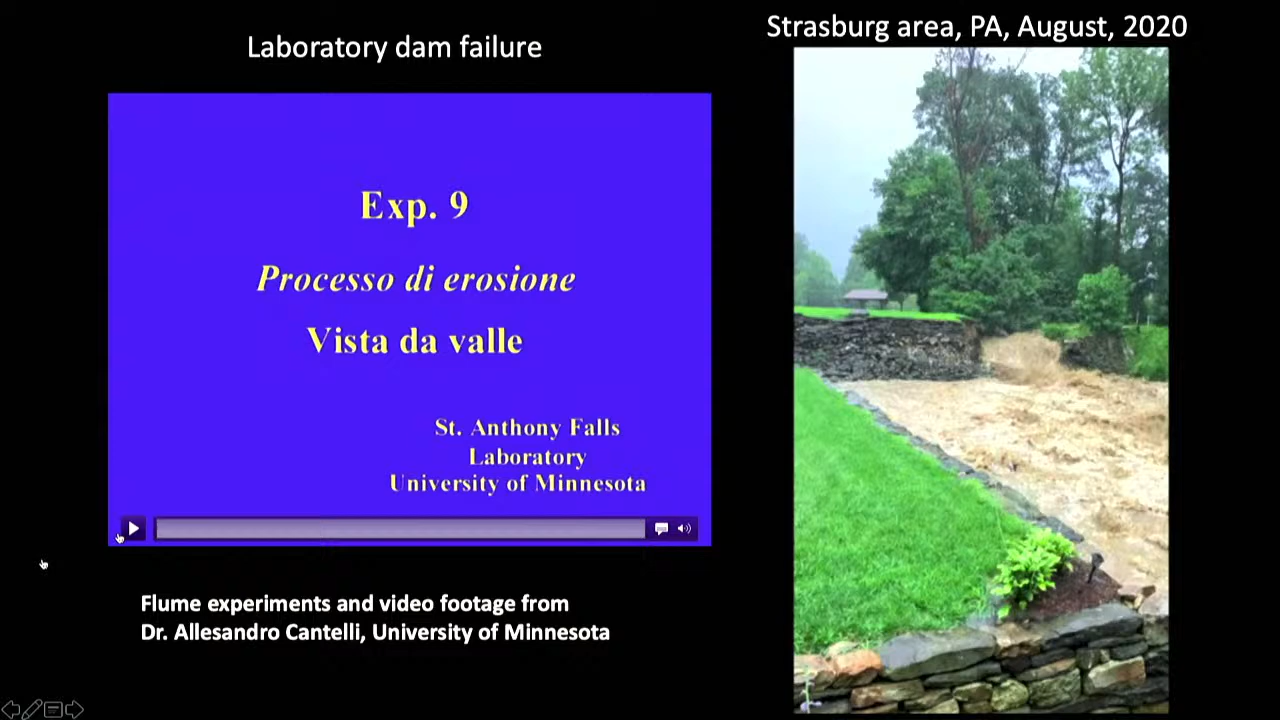 Laboratory dam failure
Strasburg area, PA, August, 2020
Exp. 9
Processo di erosione
Vista da valle
St. Anthony Falls
Laboratory
University of Minnesota
Flume experiments and video footage from
Dr. Allesandro Cantelli, University of Minnesota